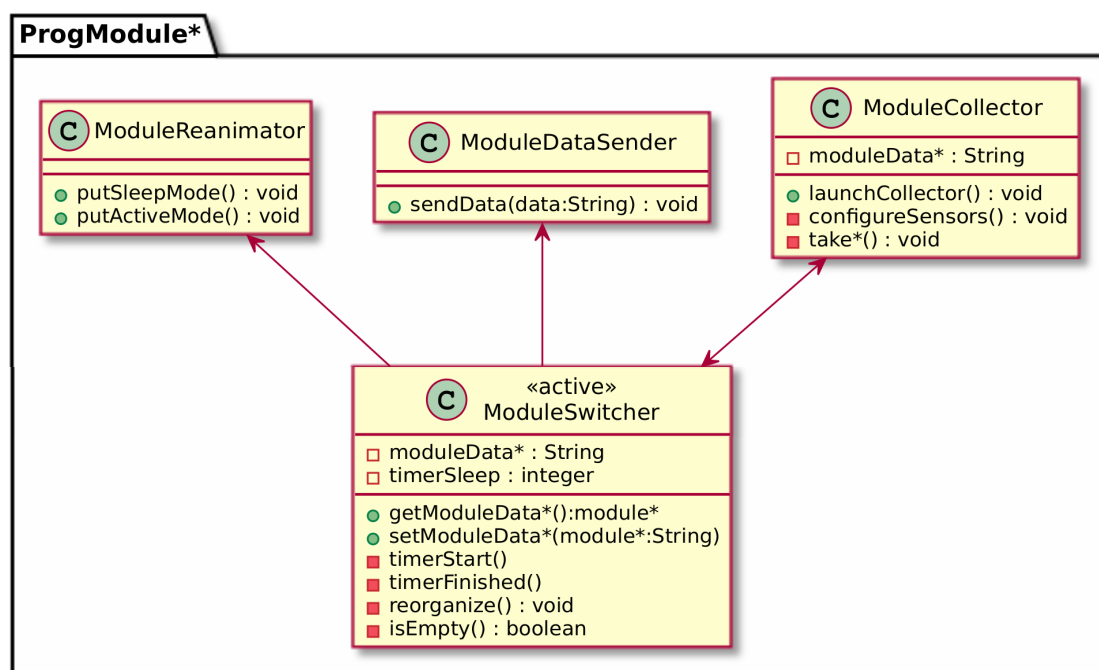 ProgModule*
C ModuleReanimator
putSleepMode() : void
putActiveMode() : void
C ModuleDataSender
sendData(data:String) : void
C ModuleCollector
moduleData* : String
launchCollector() : void
configureSensors() : void
take*() : void
C «active»
ModuleSwitcher
moduleData* : String
timerSleep : integer
getModuleData*():module*
setModuleData*(module*:String)
timerStart()
timerFinished()
reorganize() : void
isEmpty() : boolean